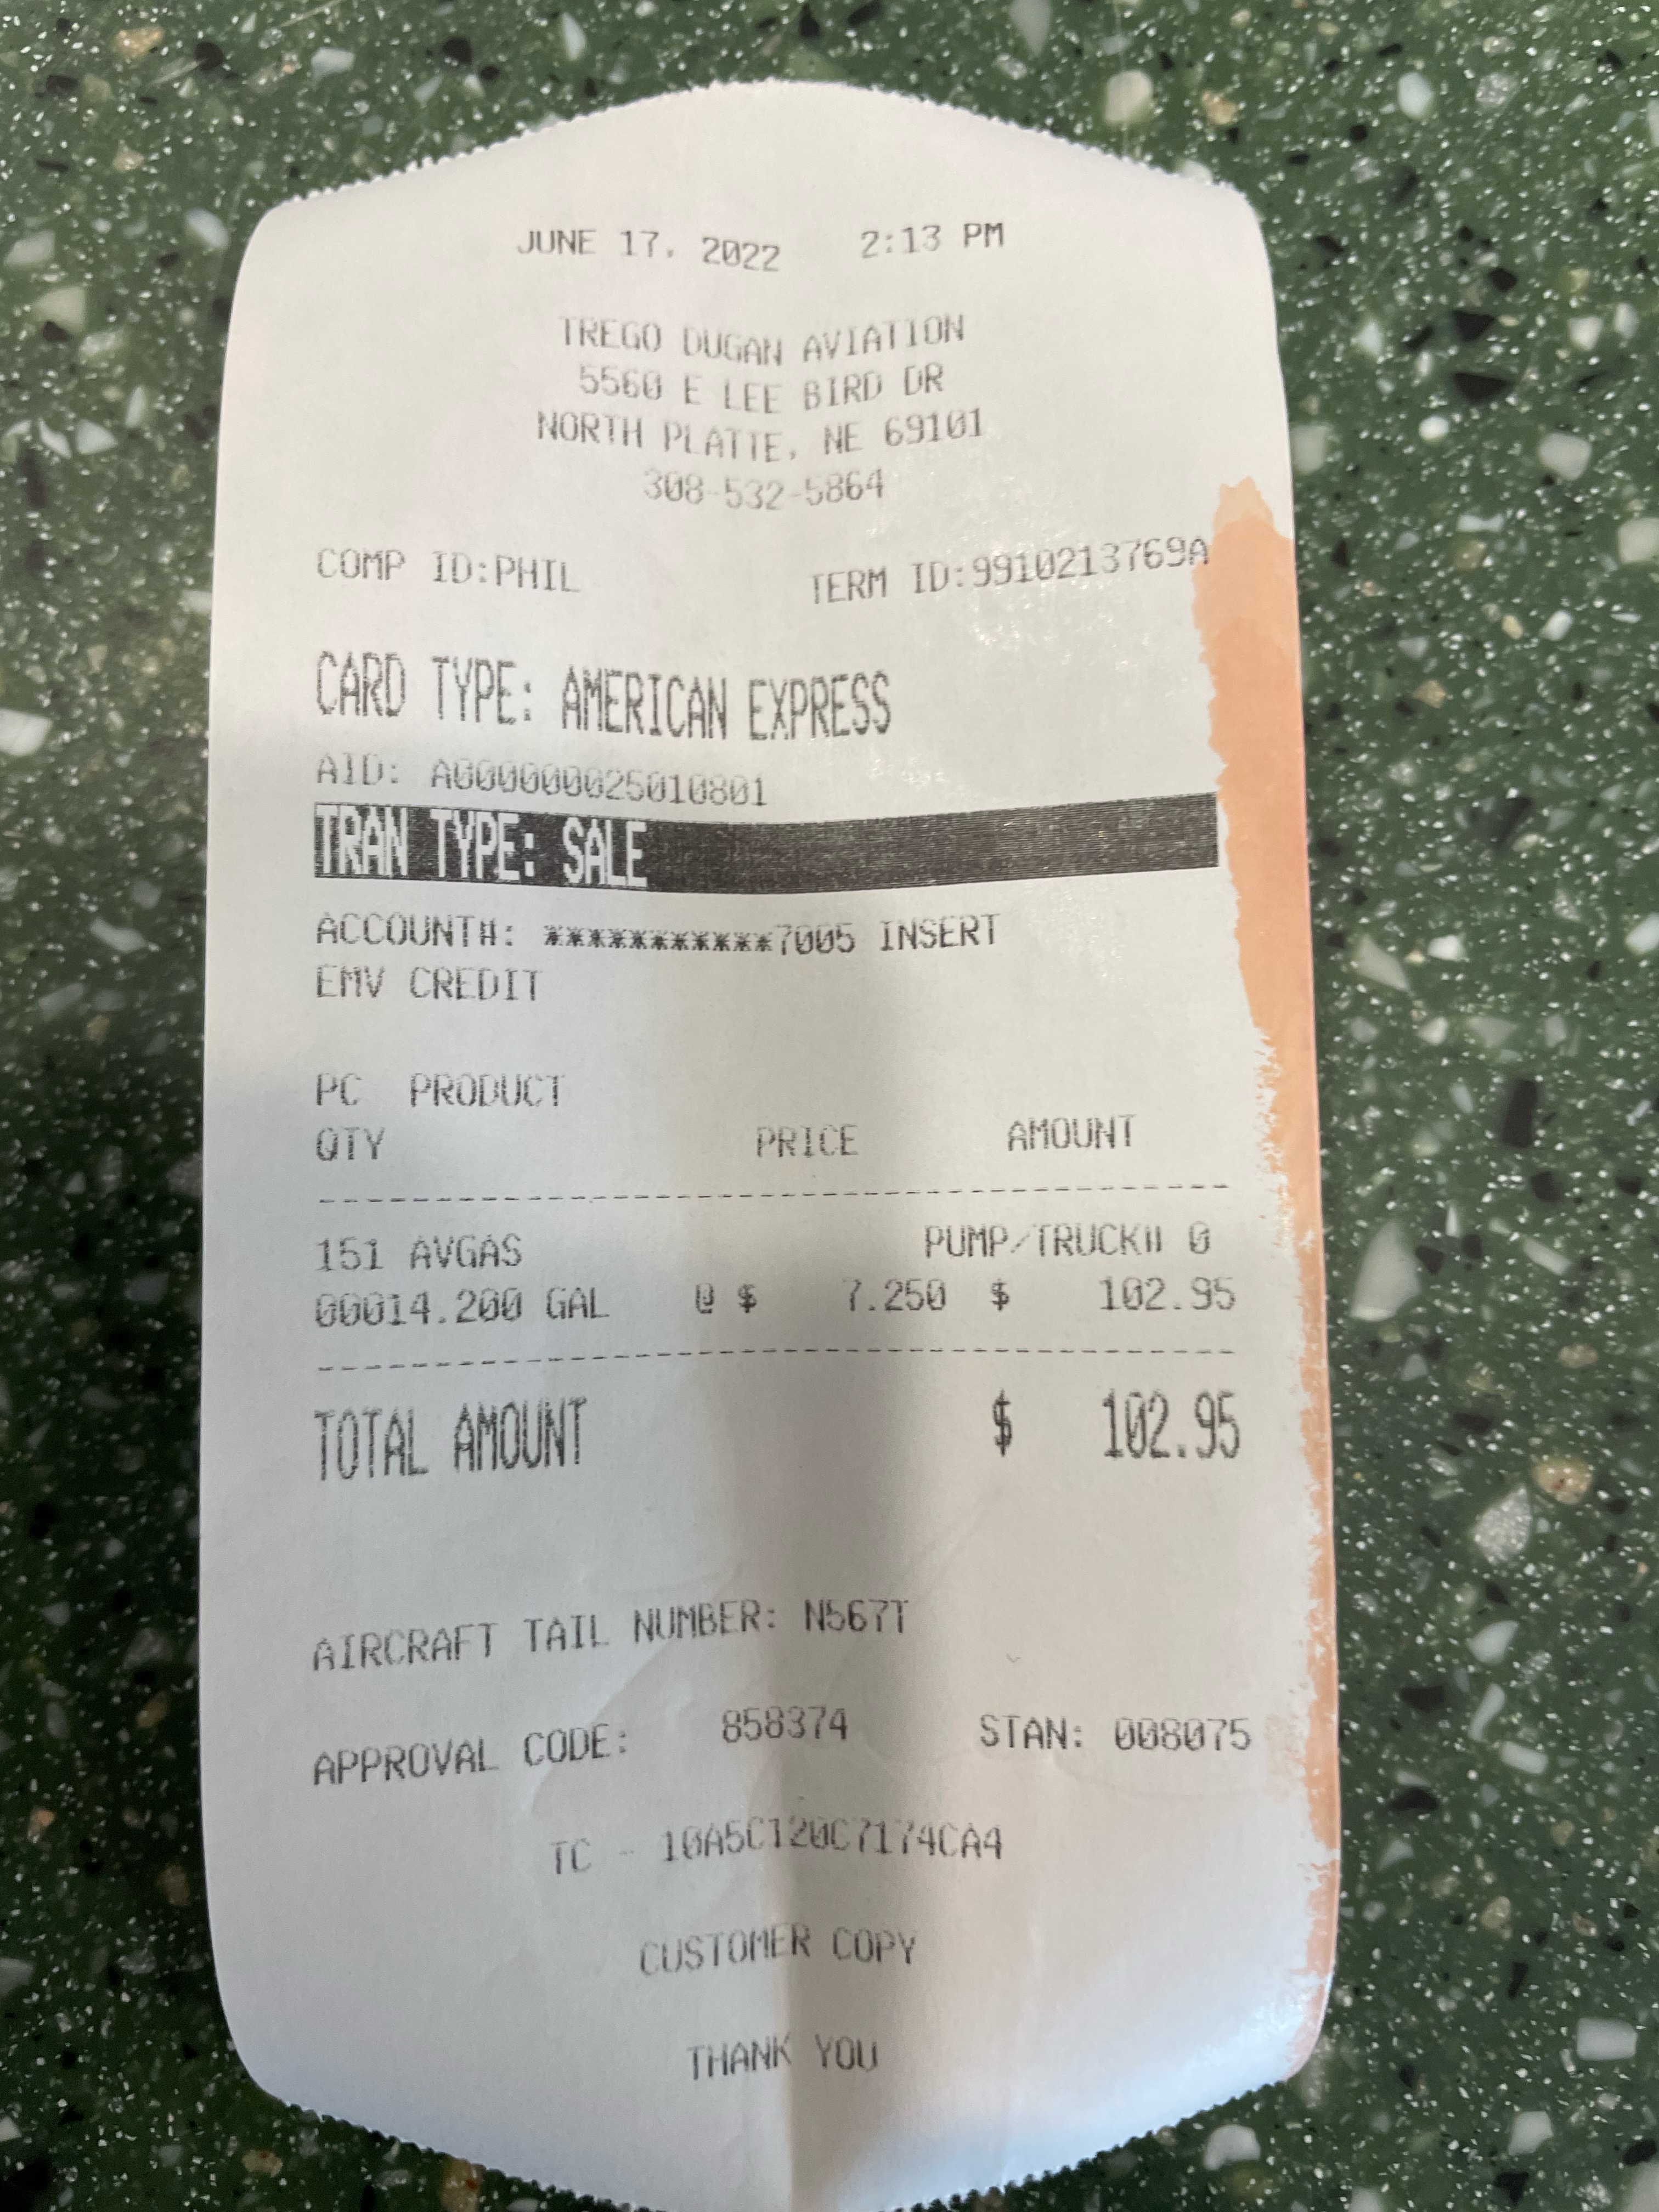 JUNE 17, 2022 2:13 PM
TREGO DUGAN AVIATION
5560 E LEE BIRD DR
NORTH PLATTE, NE 69101
308-532-5864
COMP ID:PHIL TERM ID:9910213769A
CARD TYPE: AMERICAN EXPRESS
AID: A000000025010801
TRAN TYPE: SALE
ACCOUNT#: ***********7005 INSERT
EMV CREDIT
PC PRODUCT
QTY PRICE AMOUNT
151 AVGAS PUMP/TRUCK# 0
00014.200 GAL @ $ 7.250 $ 102.95
TOTAL AMOUNT $ 102.95
AIRCRAFT TAIL NUMBER: N567T
APPROVAL CODE: 858374 STAN: 008075
TC - 10A5C120C7174CA4
CUSTOMER COPY
THANK YOU